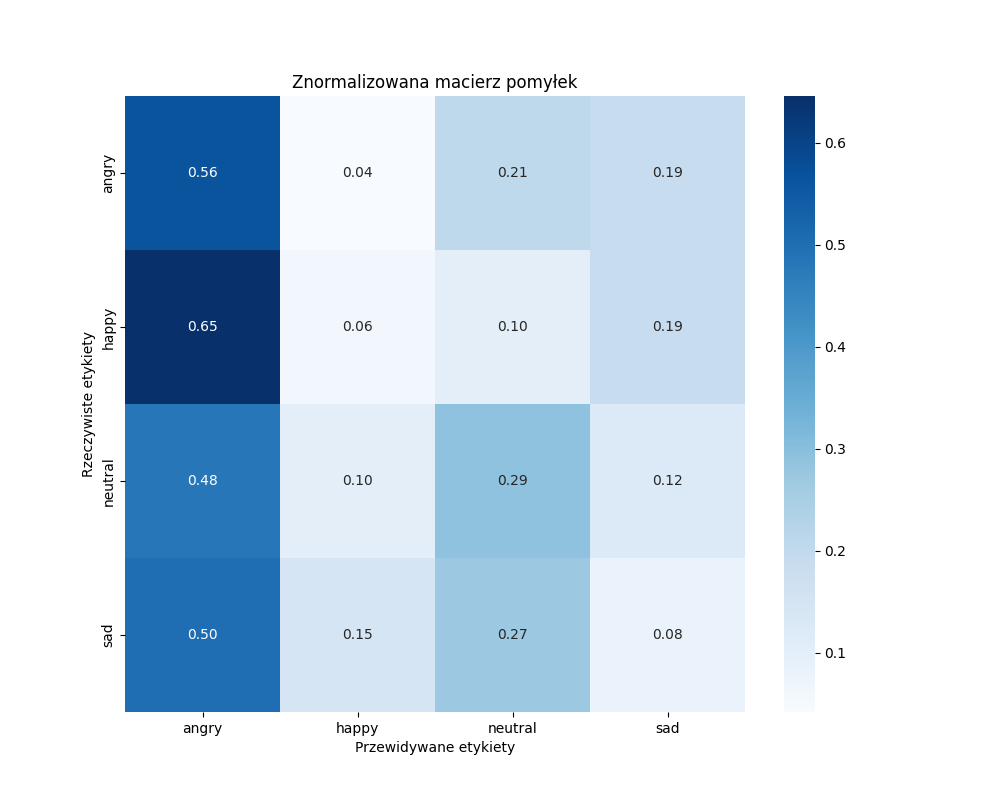 Znormalizowana macierz pomyłek
Rzeczywiste etykiety
angry
0.56 0.04 0.21 0.19
happy
0.65 0.06 0.10 0.19
neutral
0.48 0.10 0.29 0.12
sad
0.50 0.15 0.27 0.08
angry happy neutral sad
Przewidywane etykiety
0.6
0.5
0.4
0.3
0.2
0.1